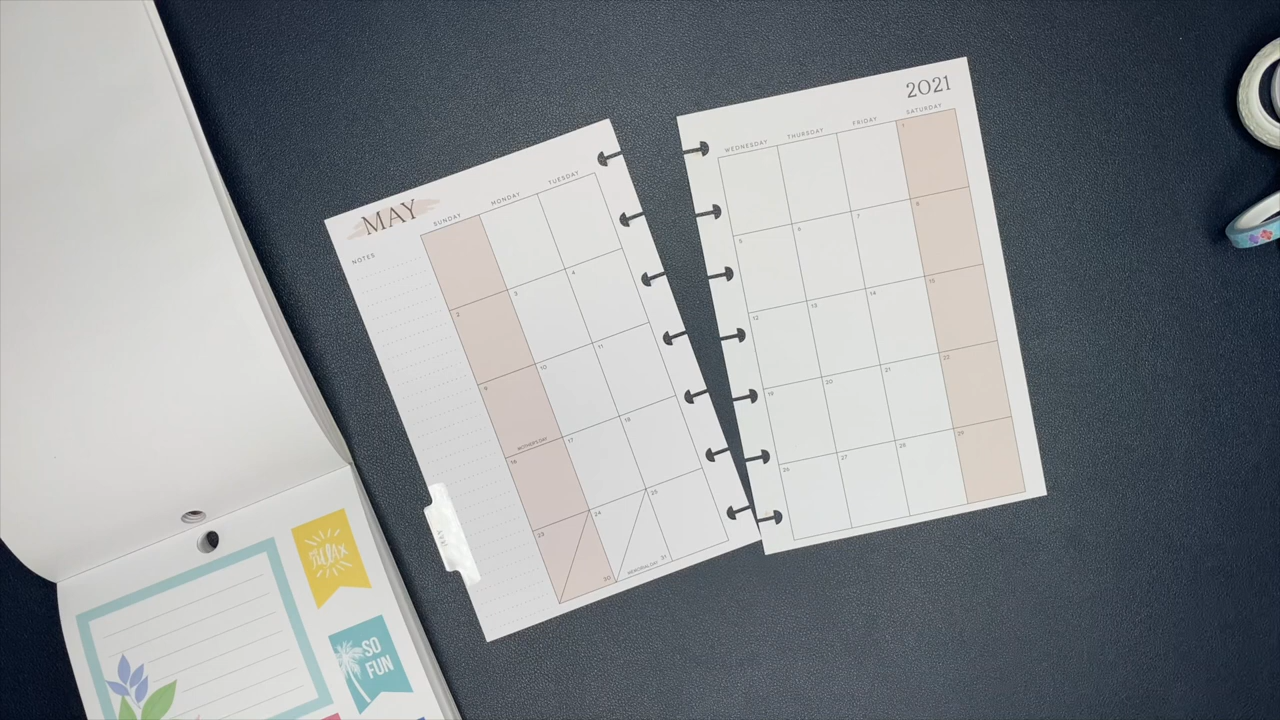 MAY
NOTES
SUNDAY MONDAY TUESDAY
2 3 4
9 10 11
MOTHER'S DAY
16 17 18
23 24 25
30 MEMORIAL DAY 31
MAY
2021
WEDNESDAY THURSDAY FRIDAY SATURDAY
1
5 6 7 8
12 13 14 15
19 20 21 22
26 27 28 29
RELAX
SO
FUN